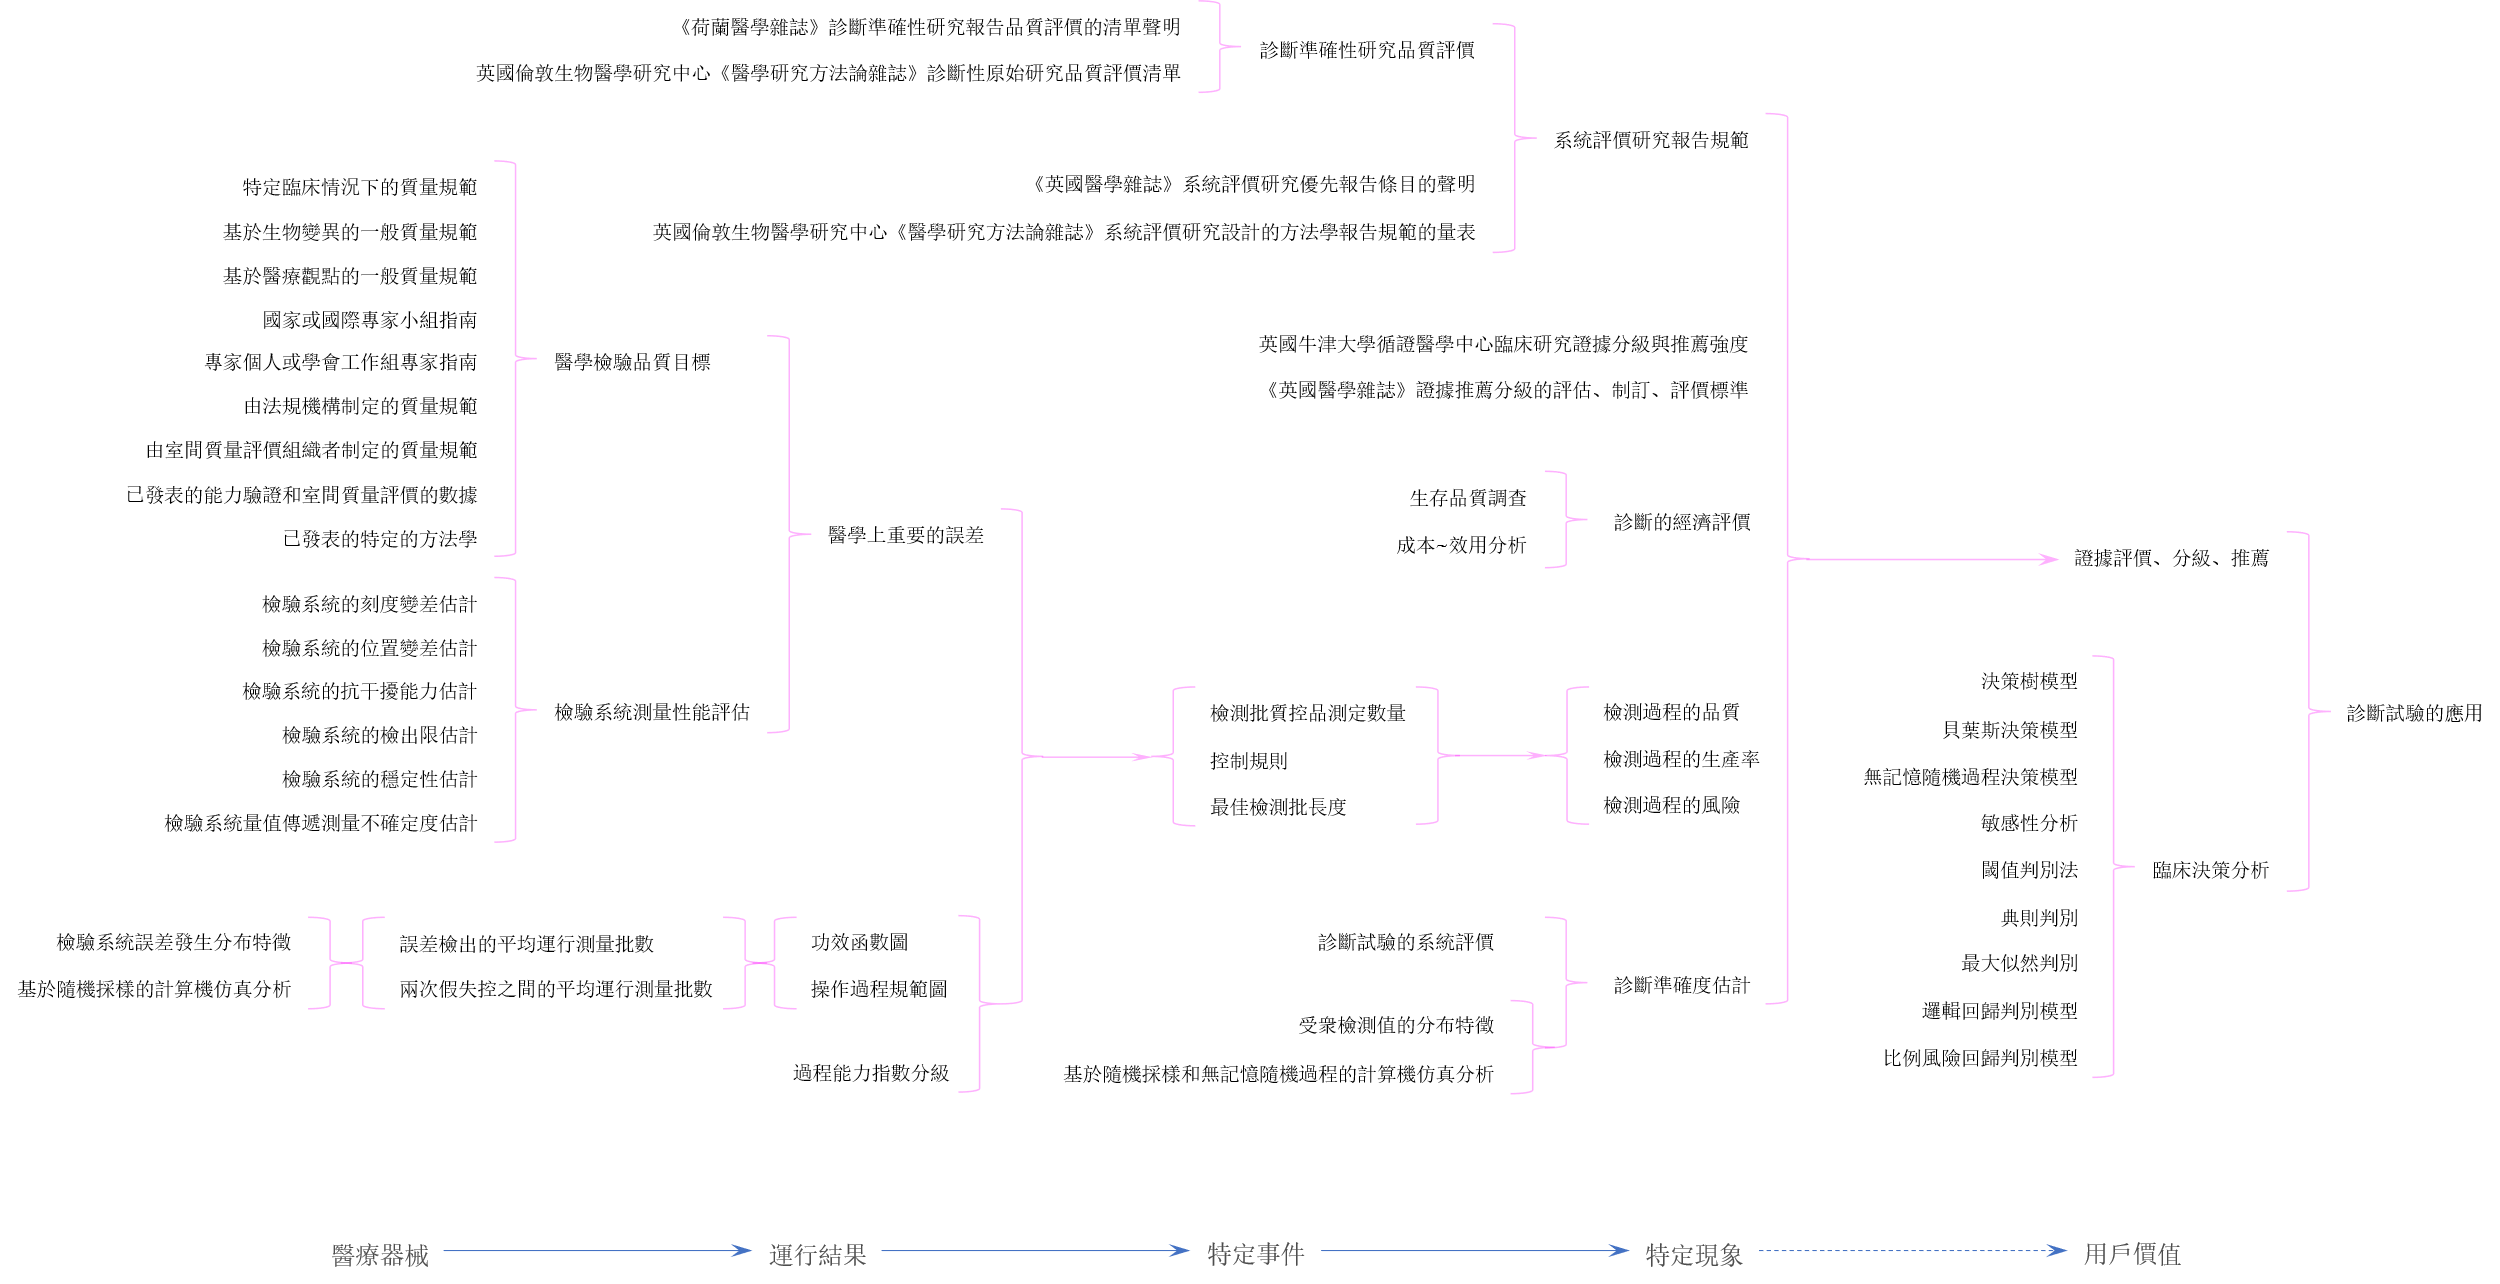 《荷蘭醫學雜誌》診斷準確性研究報告品質評價的清單聲明
英國倫敦生物醫學研究中心《醫學研究方法論雜誌》診斷性原始研究品質評價清單
診斷準確性研究品質評價
系統評價研究報告規範
《英國醫學雜誌》系統評價研究優先報告條目的聲明
英國倫敦生物醫學研究中心《醫學研究方法論雜誌》系統評價研究設計的方法學報告規範的量表
特定臨床情況下的質量規範
基於生物變異的一般質量規範
基於醫療觀點的一般質量規範
國家或國際專家小組指南
專家個人或學會工作組專家指南
由法規機構制定的質量規範
由室間質量評價組織者制定的質量規範
已發表的能力驗證和室間質量評價的數據
已發表的特定的方法學
醫學檢驗品質目標
醫學上重要的誤差
檢驗系統的刻度變差估計
檢驗系統的位置變差估計
檢驗系統的抗干擾能力估計
檢驗系統的檢出限估計
檢驗系統的穩定性估計
檢驗系統量值傳遞測量不確定度估計
檢驗系統測量性能評估
英國牛津大學循證醫學中心臨床研究證據分級與推薦強度
《英國醫學雜誌》證據推薦分級的評估、制訂、評價標準
生存品質調查
成本~效用分析
診斷的經濟評價
證據評價、分級、推薦
檢測批質控品測定數量
控制規則
最佳檢測批長度
檢測過程的品質
檢測過程的生產率
檢測過程的風險
決策樹模型
貝葉斯決策模型
無記憶隨機過程決策模型
敏感性分析
閾值判別法
典則判別
最大似然判別
邏輯回歸判別模型
比例風險回歸判別模型
臨床決策分析
診斷試驗的應用
檢驗系統誤差發生分布特徵
基於隨機採樣的計算機仿真分析
誤差檢出的平均運行測量批數
兩次假失控之間的平均運行測量批數
功效函數圖
操作過程規範圖
過程能力指數分級
診斷試驗的系統評價
受衆檢測值的分布特徵
基於隨機採樣和無記憶隨機過程的計算機仿真分析
診斷準確度估計
醫療器械
運行結果
特定事件
特定現象
用戶價值